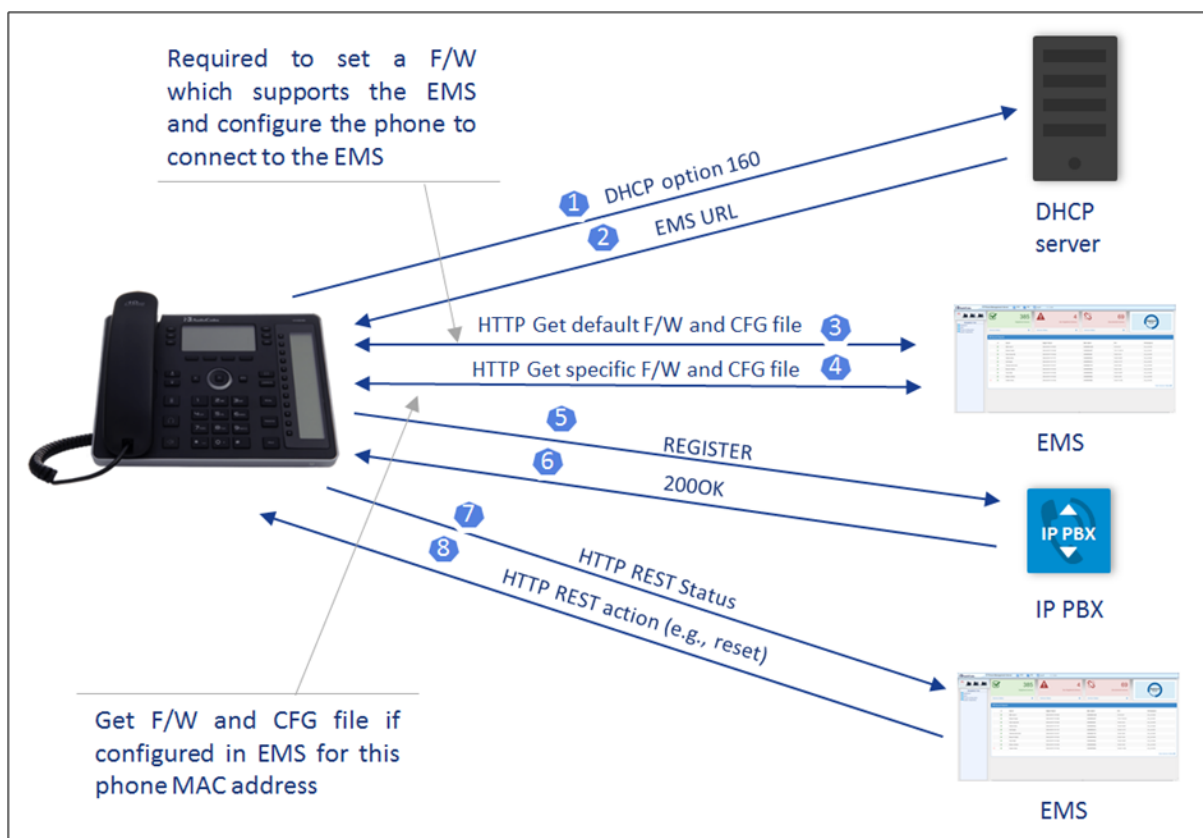 Required to set a F/W
which supports the EMS
and configure the phone to
connect to the EMS
1
DHCP option 160
2
EMS URL
DHCP
server
HTTP Get default F/W and CFG file
3
HTTP Get specific F/W and CFG file
4
EMS
5
REGISTER
6
200OK
IP PBX
IP PBX
7
HTTP REST Status
8
HTTP REST action (e.g., reset)
Get F/W and CFG file if
configured in EMS for this
phone MAC address
EMS